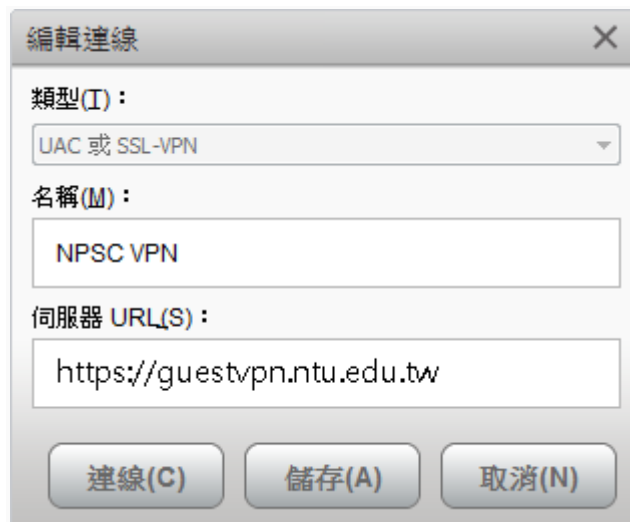 編輯連線
類型(T)：
UAC 或 SSL-VPN
名稱(M)：
NPSC VPN
伺服器 URL(S)：
https://guestvpn.ntu.edu.tw
連線(C) 儲存(A) 取消(N)